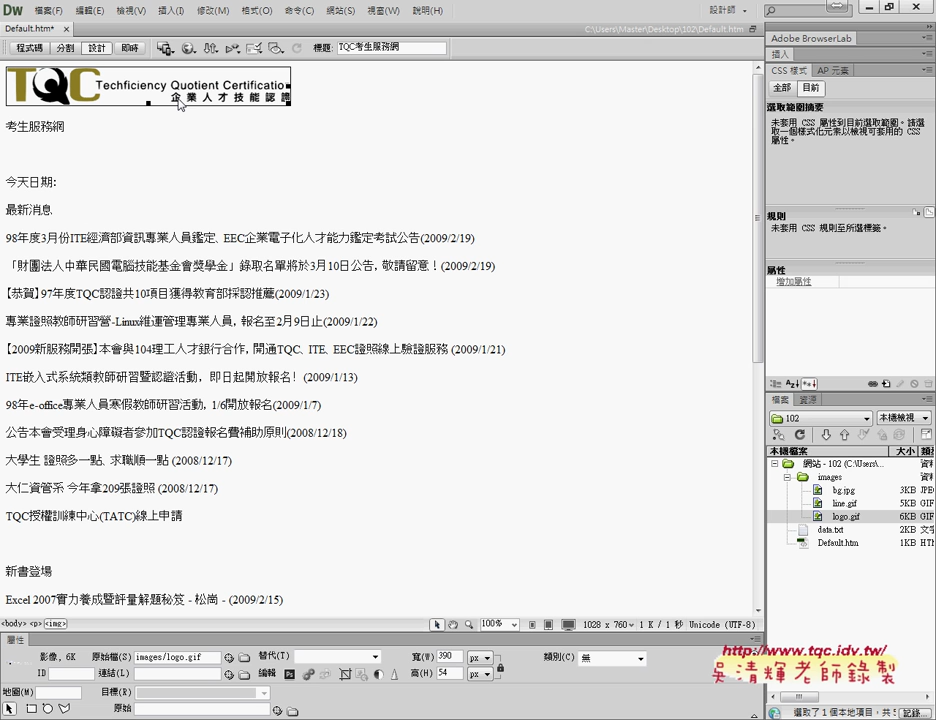 Dw 檔案(F) 編輯(E) 檢視(V) 插入(I) 修改(M) 格式(O) 命令(C) 網站(S) 視窗(W) 說明(H) 設計師
Default.htm* × C:\Users\Master\Desktop\102\Default.htm
程式碼 分割 設計 即時 標題: TQC考生服務網
TQC Techficiency Quotient Certificatio
企業人才技能認證
考生服務網
今天日期:
最新消息
98年度3月份ITE經濟部資訊專業人員鑑定、EEC企業電子化人才能力鑑定考試公告(2009/2/19)
「財團法人中華民國電腦技能基金會獎學金」錄取名單將於3月10日公告，敬請留意！(2009/2/19)
【恭賀】97年度TQC認證共10項目獲得教育部採認推薦(2009/1/23)
專業證照教師研習營-Linux維運管理專業人員，報名至2月9日止(2009/1/22)
【2009新服務開張】本會與104理工人才銀行合作，開通TQC、ITE、EEC證照線上驗證服務 (2009/1/21)
ITE嵌入式系統類教師研習暨認證活動，即日起開放報名！ (2009/1/13)
98年e-office專業人員寒假教師研習活動，1/6開放報名(2009/1/7)
公告本會受理身心障礙者參加TQC認證報名費補助原則(2008/12/18)
大學生 證照多一點、求職順一點 (2008/12/17)
大仁資管系 今年拿209張證照 (2008/12/17)
TQC授權訓練中心(TATC)線上申請
新書登場
Excel 2007實力養成暨評量解題秘笈 - 松崗 - (2009/2/15)
<body> <p> <img> 100% 1028 x 760 1 K / 1 秒 Unicode (UTF-8)
屬性
影像, 6K 原始檔(S) images/logo.gif 替代(T) 寬(W) 390 px 類別(C) 無
ID 連結(L) 編輯 高(H) 54 px
地圖(M) 目標(R)
原始
Adobe BrowserLab
插入
CSS 樣式 AP 元素
全部 目前
選取範圍摘要
未套用 CSS 屬性到目前選取範圍。請選
取一個樣式化元素以檢視可套用的 CSS
屬性。
規則
未套用 CSS 規則至所選標籤。
屬性
增加屬性
檔案 資源
102 本機檢視
本機檔案 大小 類
網站 - 102 (C:\Us... 資料
images 資料
bg.jpg 3KB JPE
line.gif 5KB GIF
logo.gif 6KB GIF
data.txt 2KB 文字
Default.htm 1KB HT
http://www.tqc.idv.tw/
吳清輝老師錄製
選取了 1 個本地項目，共 記錄...